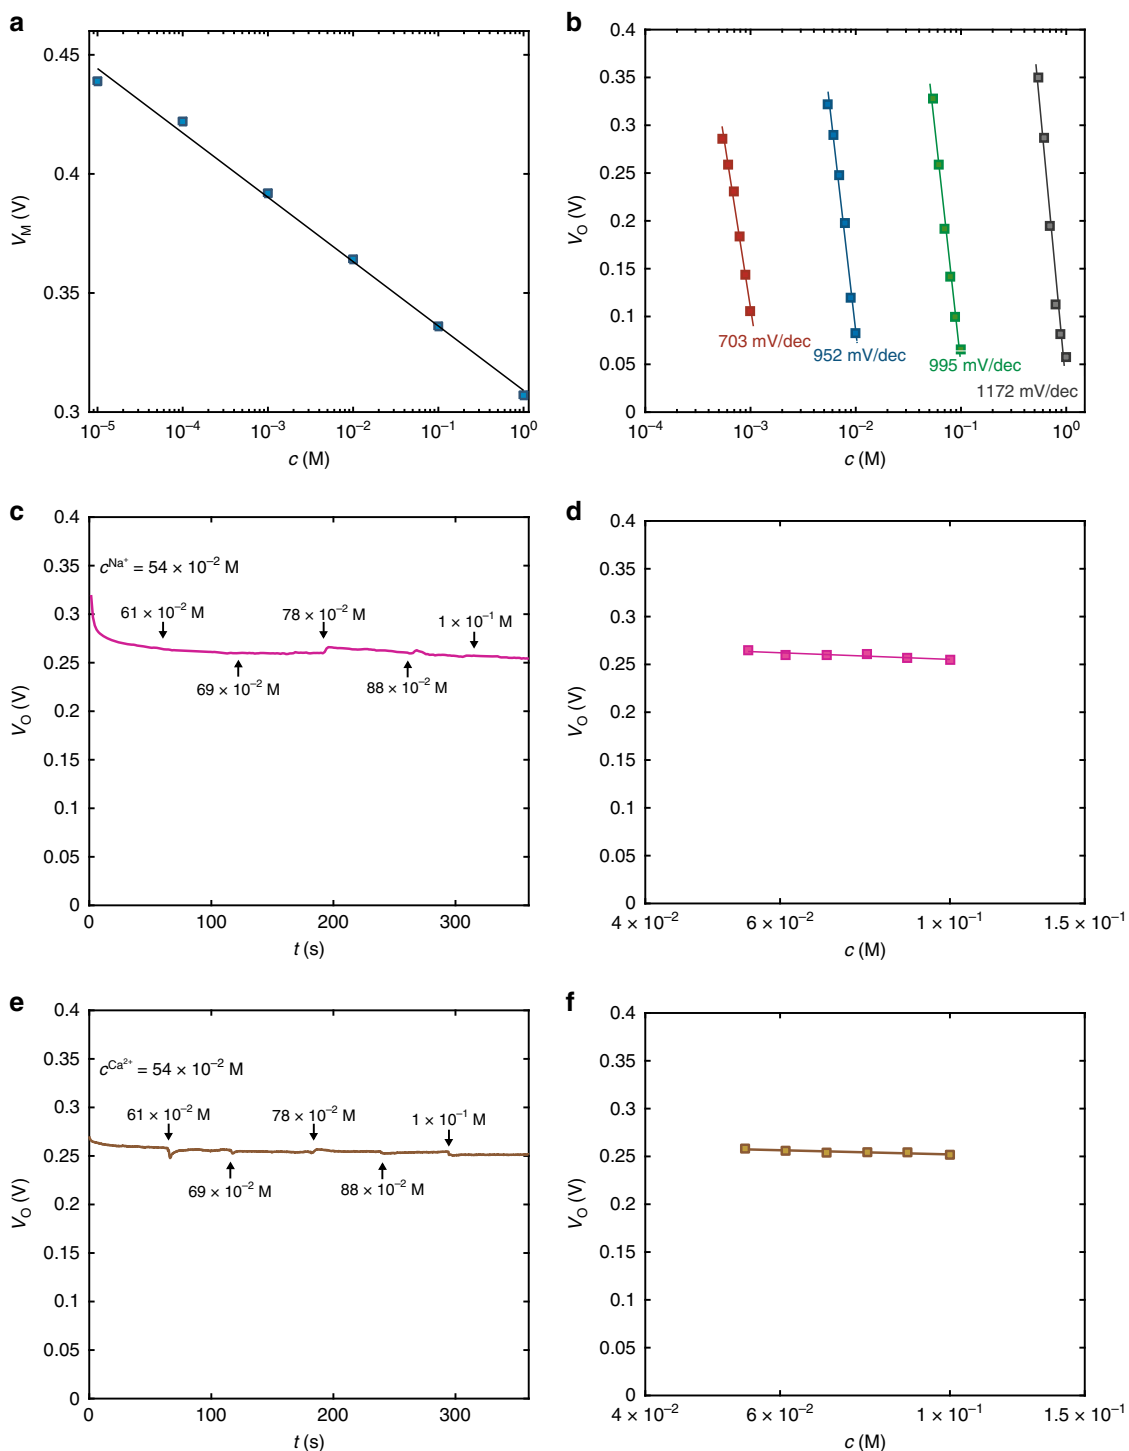 a
0.45
0.4
0.35
0.3
V_M (V)
10⁻⁵ 10⁻⁴ 10⁻³ 10⁻² 10⁻¹ 10⁰
c (M)
b
0.4
0.35
0.3
0.25
0.2
0.15
0.1
0.05
0
V_O (V)
703 mV/dec
952 mV/dec
995 mV/dec
1172 mV/dec
10⁻⁴ 10⁻³ 10⁻² 10⁻¹ 10⁰
c (M)
c
0.4
0.35
0.3
0.25
0.2
0.15
0.1
0.05
0
V_O (V)
c^Na⁺ = 54 × 10⁻² M
61 × 10⁻² M
78 × 10⁻² M
1 × 10⁻¹ M
69 × 10⁻² M
88 × 10⁻² M
0 100 200 300
t (s)
d
0.4
0.35
0.3
0.25
0.2
0.15
0.1
0.05
0
V_O (V)
4 × 10⁻² 6 × 10⁻² 1 × 10⁻¹ 1.5 × 10⁻¹
c (M)
e
0.4
0.35
0.3
0.25
0.2
0.15
0.1
0.05
0
V_O (V)
c^Ca²⁺ = 54 × 10⁻² M
61 × 10⁻² M
78 × 10⁻² M
1 × 10⁻¹ M
69 × 10⁻² M
88 × 10⁻² M
0 100 200 300
t (s)
f
0.4
0.35
0.3
0.25
0.2
0.15
0.1
0.05
0
V_O (V)
4 × 10⁻² 6 × 10⁻² 1 × 10⁻¹ 1.5 × 10⁻¹
c (M)